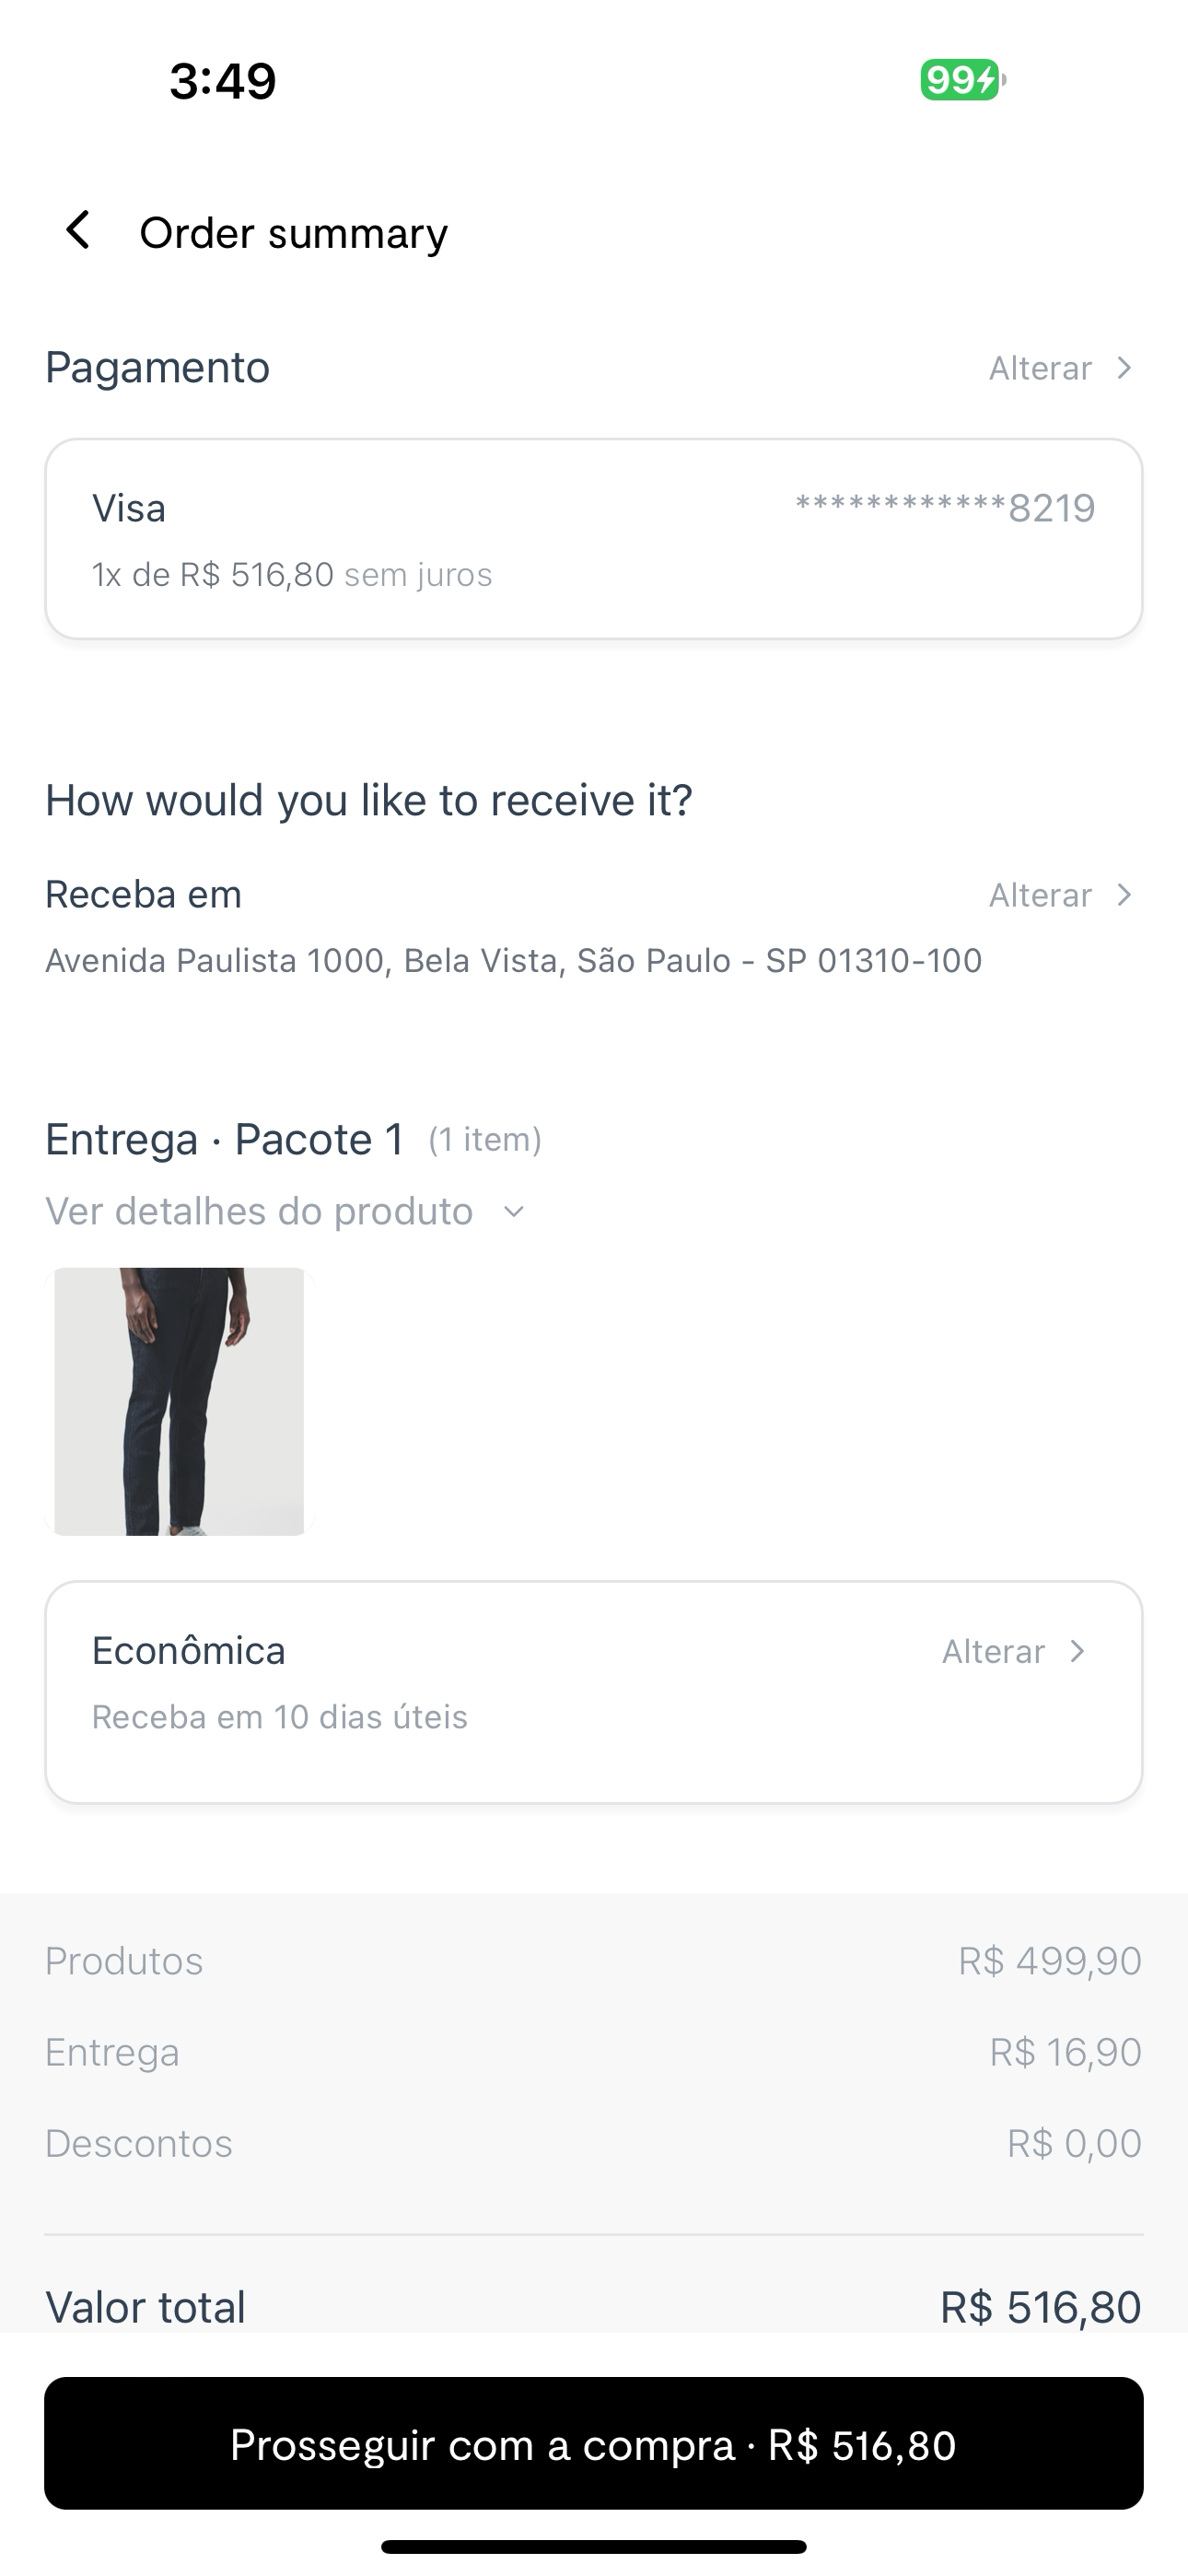 3:49
99
Order summary
Pagamento
Alterar
Visa
************8219
1x de R$ 516,80 sem juros
How would you like to receive it?
Receba em
Alterar
Avenida Paulista 1000, Bela Vista, São Paulo - SP 01310-100
Entrega · Pacote 1 (1 item)
Ver detalhes do produto
Econômica
Alterar
Receba em 10 dias úteis
Produtos
R$ 499,90
Entrega
R$ 16,90
Descontos
R$ 0,00
Valor total
R$ 516,80
Prosseguir com a compra · R$ 516,80